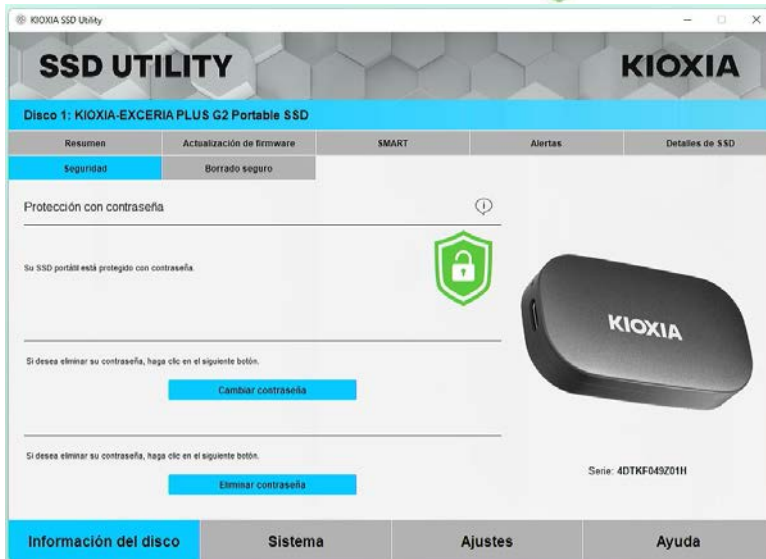 KIOXIA SSD Utility
SSD UTILITY
KIOXIA
Disco 1: KIOXIA-EXCERIA PLUS G2 Portable SSD
Resumen
Actualización de firmware
SMART
Alertas
Detalles de SSD
Seguridad
Borrado seguro
Protección con contraseña
Su SSD portátil está protegido con contraseña.
KIOXIA
Si desea eliminar su contraseña, haga clic en el siguiente botón.
Cambiar contraseña
Si desea eliminar su contraseña, haga clic en el siguiente botón.
Eliminar contraseña
Serie: 4DTKF049Z01H
Información del disco
Sistema
Ajustes
Ayuda